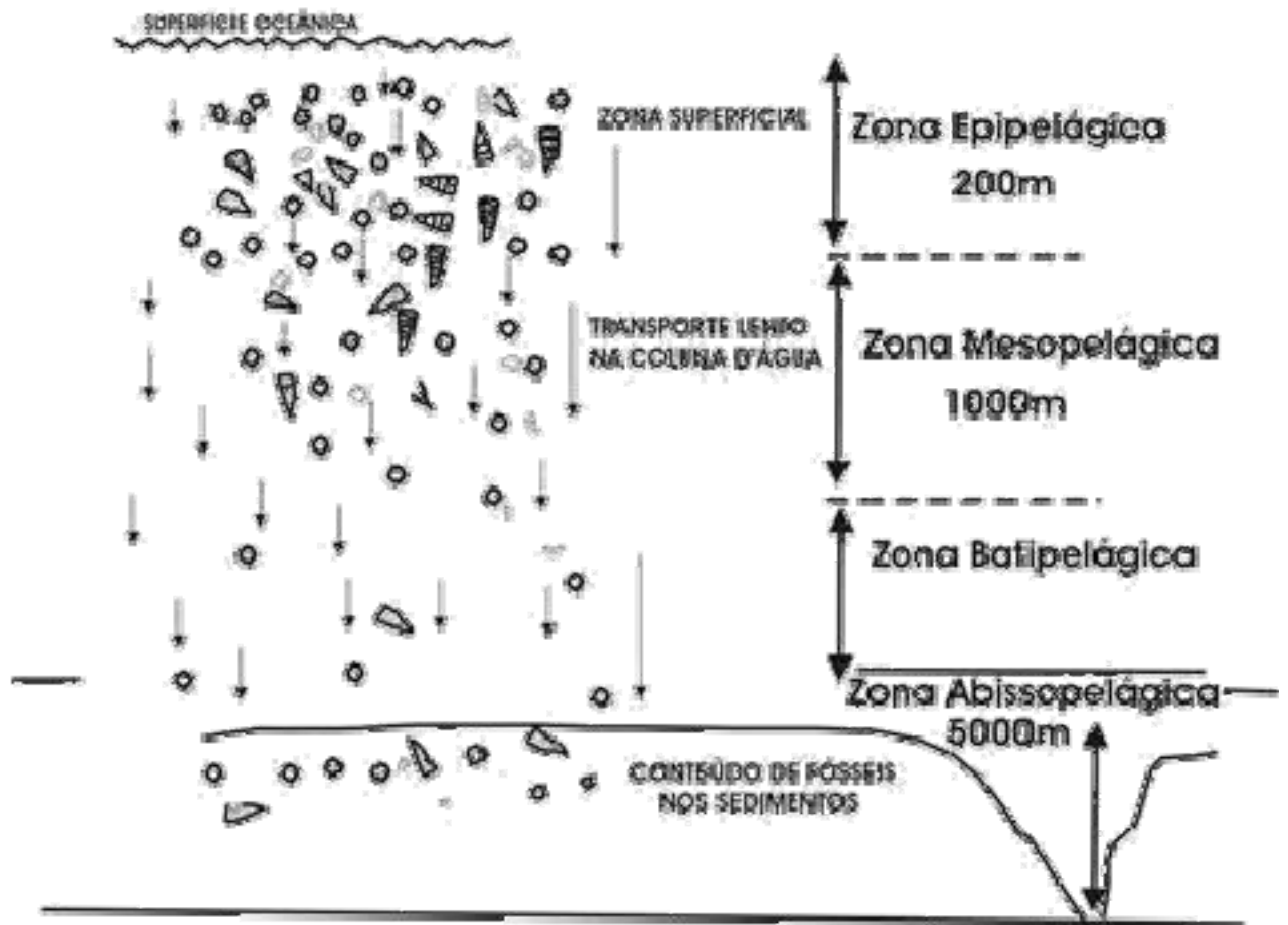 SUPERFICIE OCEÂNICA
ZONA SUPERFICIAL
Zona Epipelágica
200m
TRANSPORTE LENTO
NA COLUNA D'ÁGUA
Zona Mesopelágica
1000m
Zona Batipelágica
Zona Abissopelágica
5000m
CONTEÚDO DE FÓSSEIS
NOS SEDIMENTOS